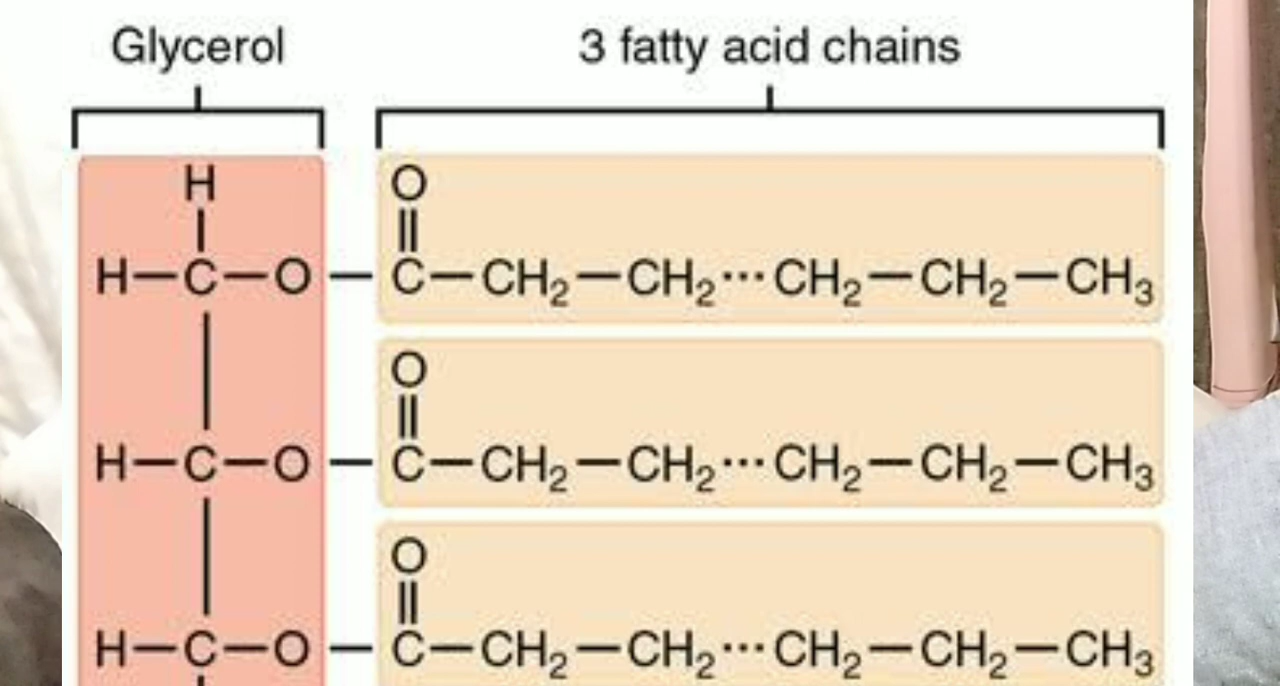 Glycerol 3 fatty acid chains
H
O
H—C—O—C—CH₂—CH₂···CH₂—CH₂—CH₃
O
H—C—O—C—CH₂—CH₂···CH₂—CH₂—CH₃
O
H—C—O—C—CH₂—CH₂···CH₂—CH₂—CH₃